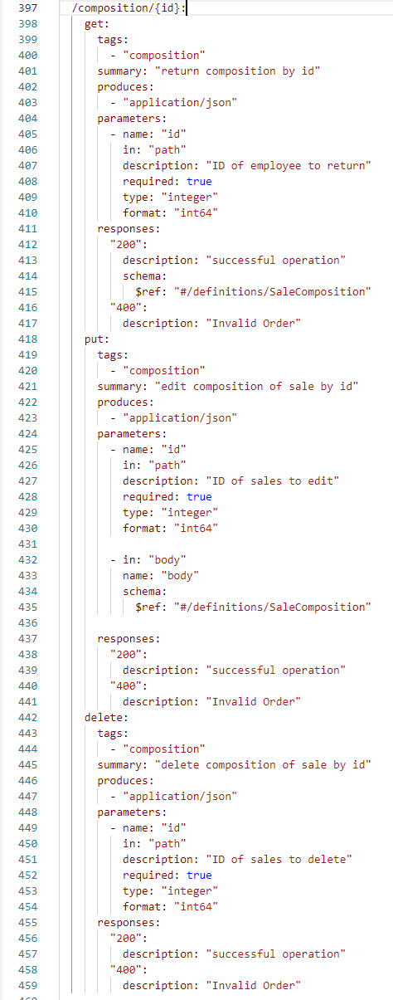 397 /composition/{id}:
398 get:
399 tags:
400 - "composition"
401 summary: "return composition by id"
402 produces:
403 - "application/json"
404 parameters:
405 - name: "id"
406 in: "path"
407 description: "ID of employee to return"
408 required: true
409 type: "integer"
410 format: "int64"
411 responses:
412 "200":
413 description: "successful operation"
414 schema:
415 $ref: "#/definitions/SaleComposition"
416 "400":
417 description: "Invalid Order"
418 put:
419 tags:
420 - "composition"
421 summary: "edit composition of sale by id"
422 produces:
423 - "application/json"
424 parameters:
425 - name: "id"
426 in: "path"
427 description: "ID of sales to edit"
428 required: true
429 type: "integer"
430 format: "int64"
431
432 - in: "body"
433 name: "body"
434 schema:
435 $ref: "#/definitions/SaleComposition"
436
437 responses:
438 "200":
439 description: "successful operation"
440 "400":
441 description: "Invalid Order"
442 delete:
443 tags:
444 - "composition"
445 summary: "delete composition of sale by id"
446 produces:
447 - "application/json"
448 parameters:
449 - name: "id"
450 in: "path"
451 description: "ID of sales to delete"
452 required: true
453 type: "integer"
454 format: "int64"
455 responses:
456 "200":
457 description: "successful operation"
458 "400":
459 description: "Invalid Order"